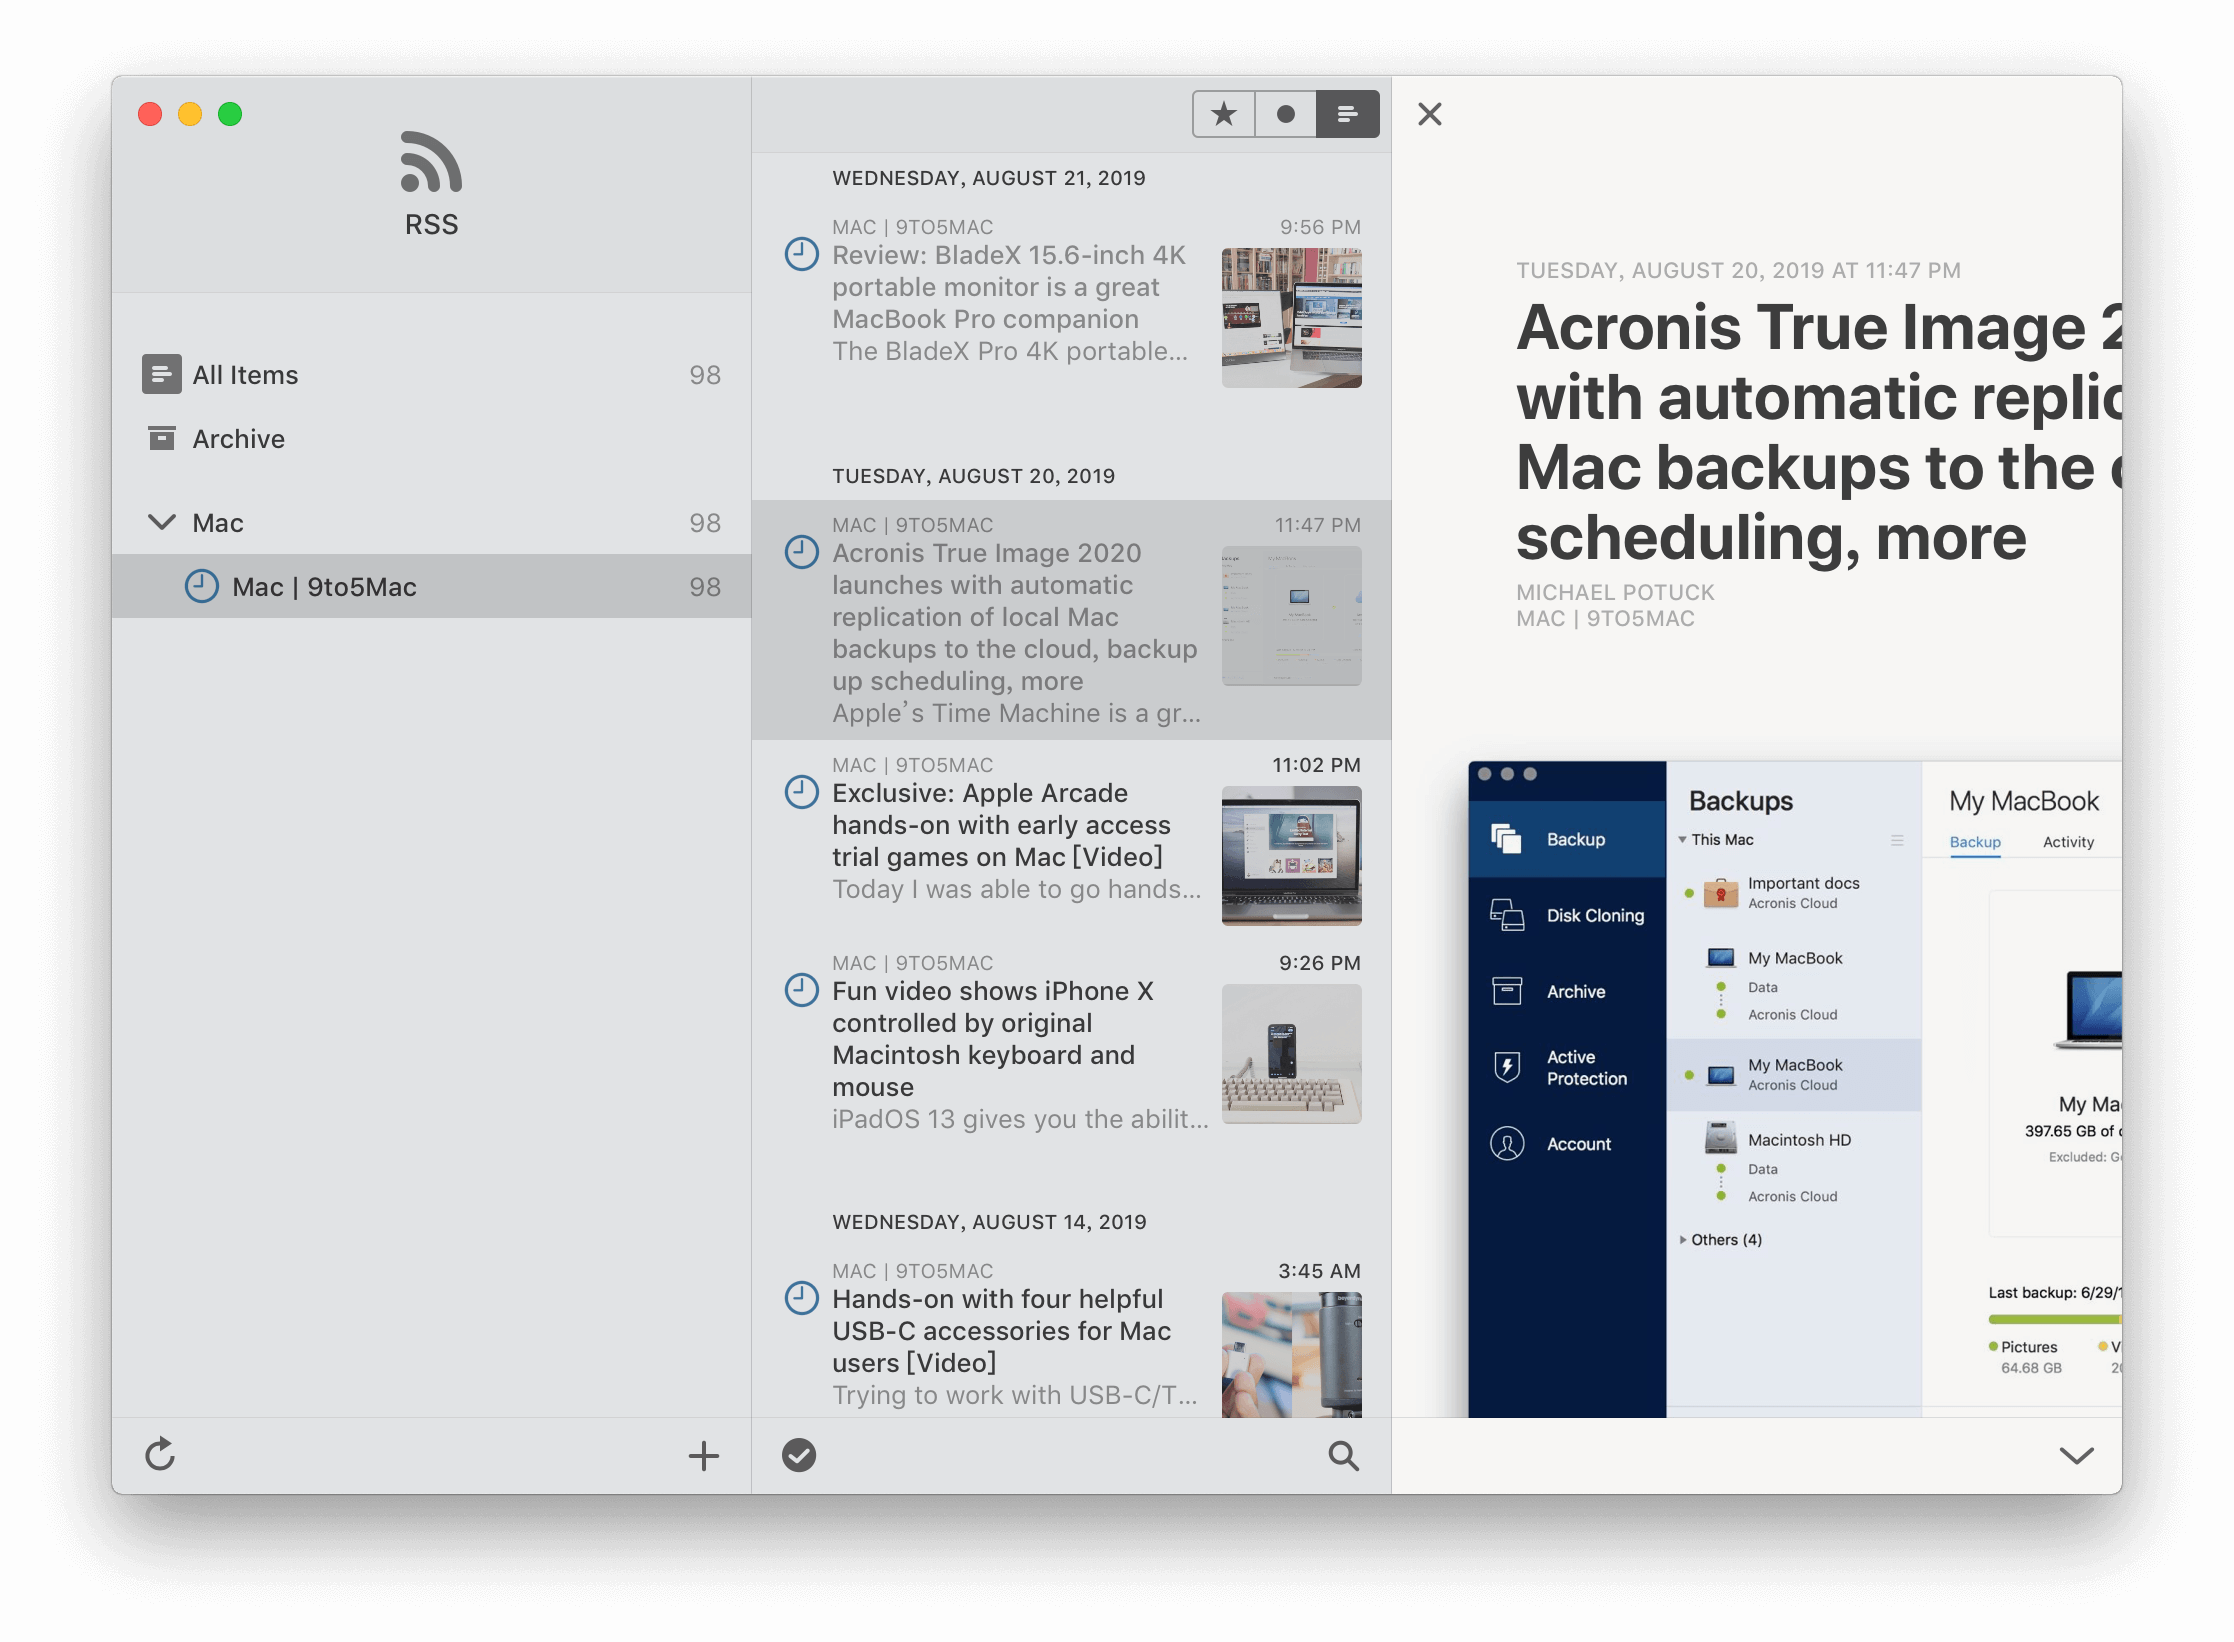 RSS
All Items 98
Archive
Mac 98
Mac | 9to5Mac 98
WEDNESDAY, AUGUST 21, 2019
MAC | 9TO5MAC 9:56 PM
Review: BladeX 15.6-inch 4K
portable monitor is a great
MacBook Pro companion
The BladeX Pro 4K portable...
TUESDAY, AUGUST 20, 2019
MAC | 9TO5MAC 11:47 PM
Acronis True Image 2020
launches with automatic
replication of local Mac
backups to the cloud, backup
up scheduling, more
Apple's Time Machine is a gr...
MAC | 9TO5MAC 11:02 PM
Exclusive: Apple Arcade
hands-on with early access
trial games on Mac [Video]
Today I was able to go hands...
MAC | 9TO5MAC 9:26 PM
Fun video shows iPhone X
controlled by original
Macintosh keyboard and
mouse
iPadOS 13 gives you the abilit...
WEDNESDAY, AUGUST 14, 2019
MAC | 9TO5MAC 3:45 AM
Hands-on with four helpful
USB-C accessories for Mac
users [Video]
Trying to work with USB-C/T...
TUESDAY, AUGUST 20, 2019 AT 11:47 PM
Acronis True Image 2
with automatic replic
Mac backups to the
scheduling, more
MICHAEL POTUCK
MAC | 9TO5MAC
Backup
Disk Cloning
Archive
Active
Protection
Account
Backups
This Mac
Important docs
Acronis Cloud
My MacBook
Data
Acronis Cloud
My MacBook
Acronis Cloud
Macintosh HD
Data
Acronis Cloud
Others (4)
My MacBook
Backup Activity
My Ma
397.65 GB of
Excluded: G
Last backup: 6/29/1
Pictures V
64.68 GB 20